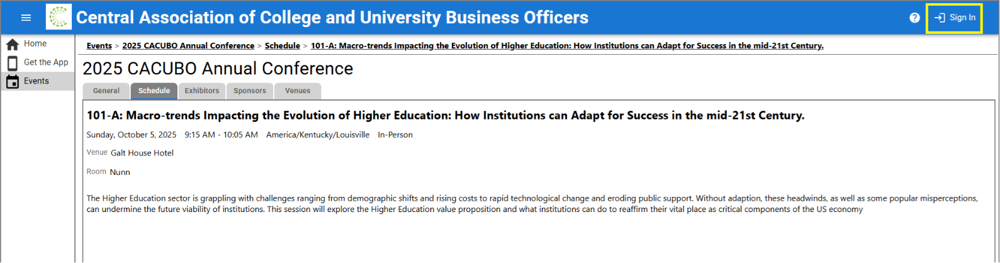 Central Association of College and University Business Officers
Sign In
Home
Get the App
Events
Events > 2025 CACUBO Annual Conference > Schedule > 101-A: Macro-trends Impacting the Evolution of Higher Education: How Institutions can Adapt for Success in the mid-21st Century.
2025 CACUBO Annual Conference
General Schedule Exhibitors Sponsors Venues
101-A: Macro-trends Impacting the Evolution of Higher Education: How Institutions can Adapt for Success in the mid-21st Century.
Sunday, October 5, 2025 9:15 AM - 10:05 AM America/Kentucky/Louisville In-Person
Venue Galt House Hotel
Room Nunn
The Higher Education sector is grappling with challenges ranging from demographic shifts and rising costs to rapid technological change and eroding public support. Without adaption, these headwinds, as well as some popular misperceptions,
can undermine the future viability of institutions. This session will explore the Higher Education value proposition and what institutions can do to reaffirm their vital place as critical components of the US economy